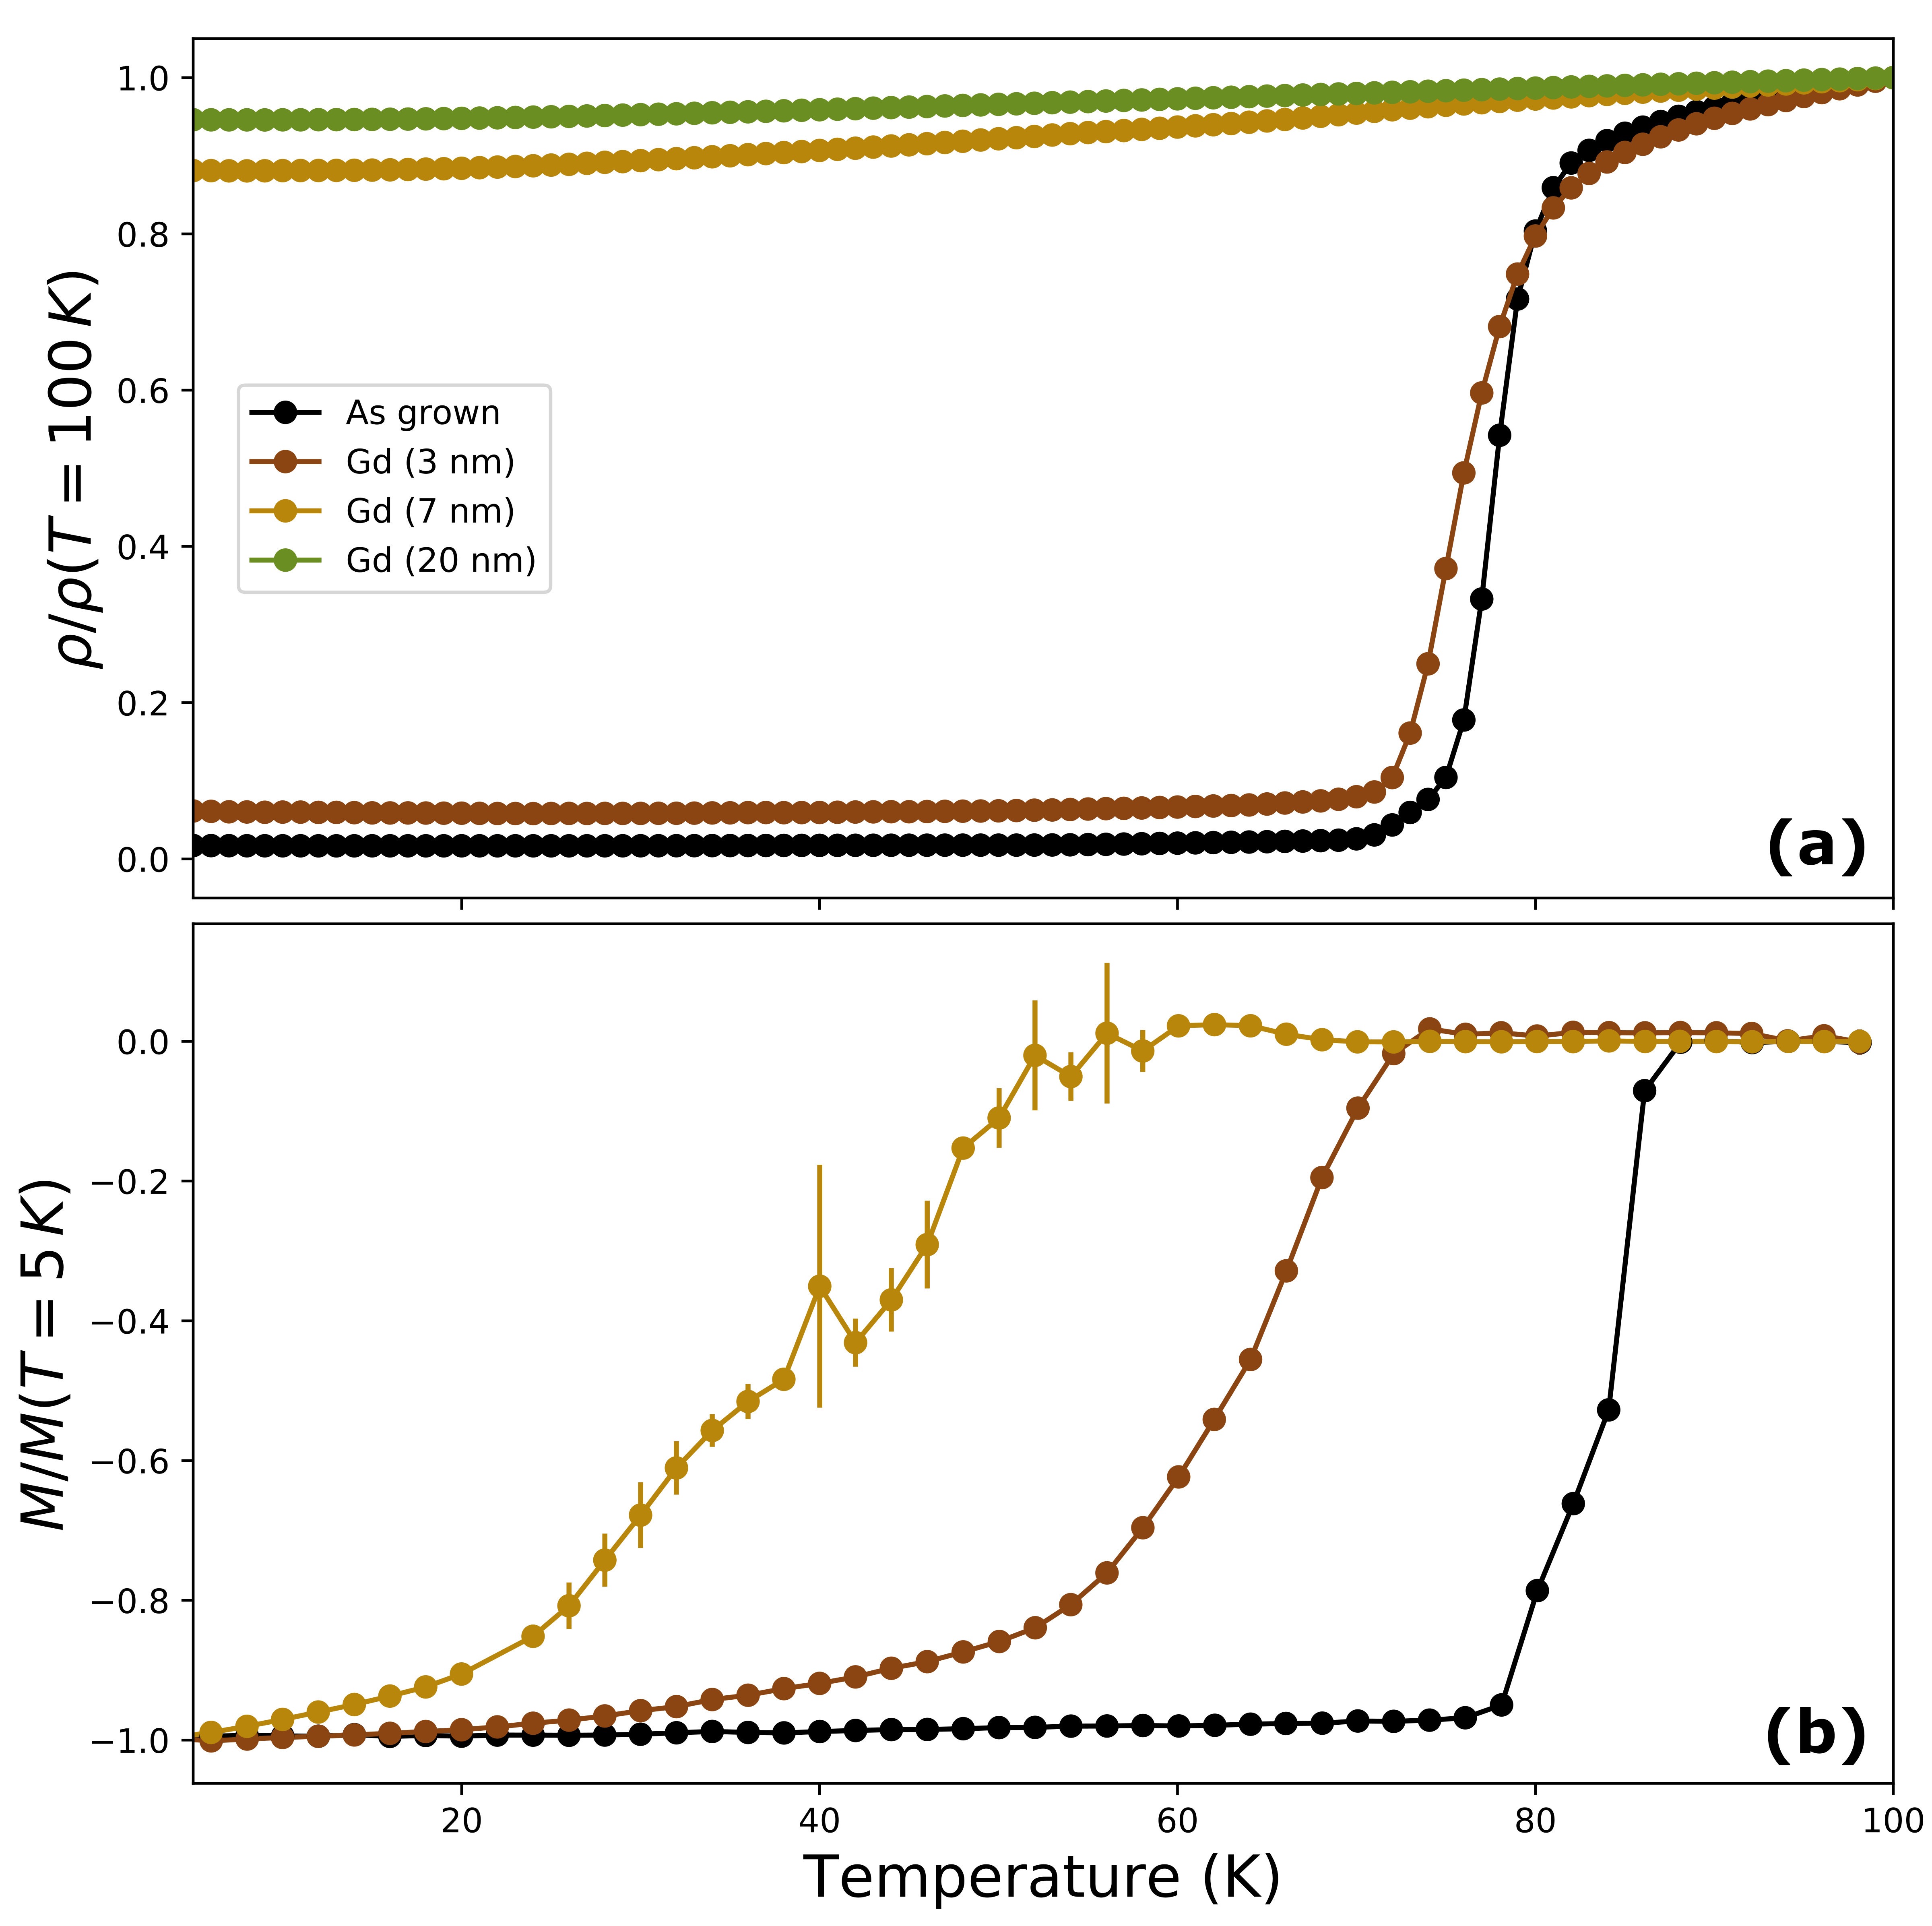 1.0
0.8
0.6
0.4
0.2
0.0
ρ/ρ(T = 100 K)
As grown
Gd (3 nm)
Gd (7 nm)
Gd (20 nm)
(a)
0.0
−0.2
−0.4
−0.6
−0.8
−1.0
M/M(T = 5 K)
(b)
20 40 60 80 100
Temperature (K)